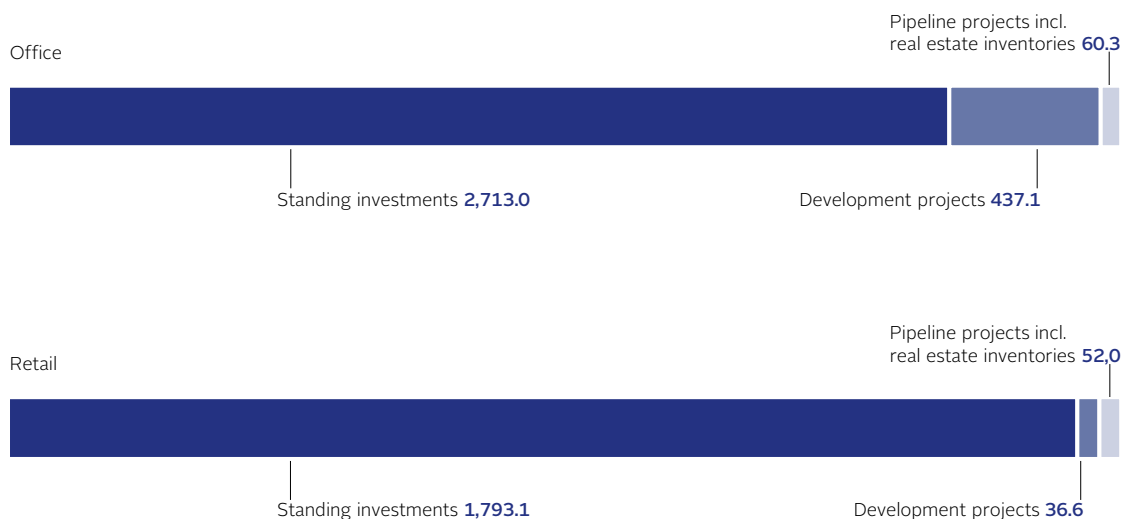 Pipeline projects incl.
Office
real estate inventories 60.3
Standing investments 2,713.0
Development projects 437.1
Pipeline projects incl.
Retail
real estate inventories 52,0
Standing investments 1,793.1
Development projects 36.6